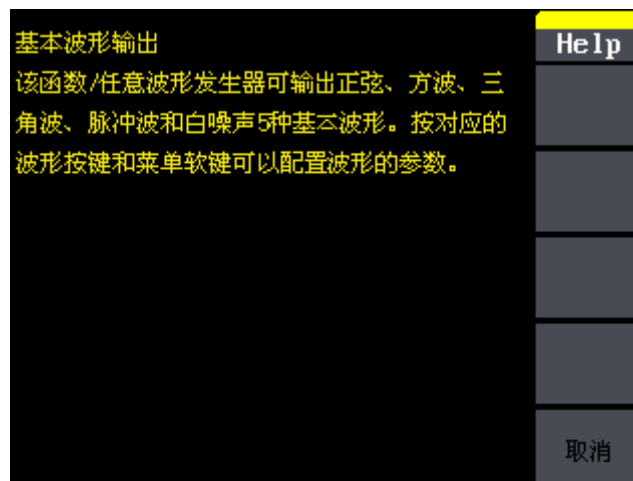 基本波形输出
Help
该函数/任意波形发生器可输出正弦、方波、三
角波、脉冲波和白噪声5种基本波形。按对应的
波形按键和菜单软键可以配置波形的参数。
取消